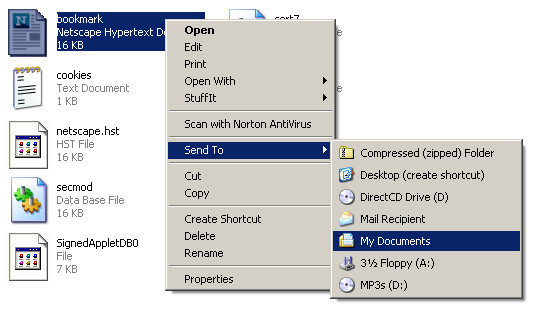 bookmark
Netscape Hypertext Do
16 KB
cookies
Text Document
1 KB
netscape.hst
HST File
16 KB
secmod
Data Base File
16 KB
SignedAppletDB0
File
7 KB
Open
Edit
Print
Open With
StuffIt
Scan with Norton AntiVirus
Send To
Cut
Copy
Create Shortcut
Delete
Rename
Properties
Compressed (zipped) Folder
Desktop (create shortcut)
DirectCD Drive (D)
Mail Recipient
My Documents
3½ Floppy (A:)
MP3s (D:)